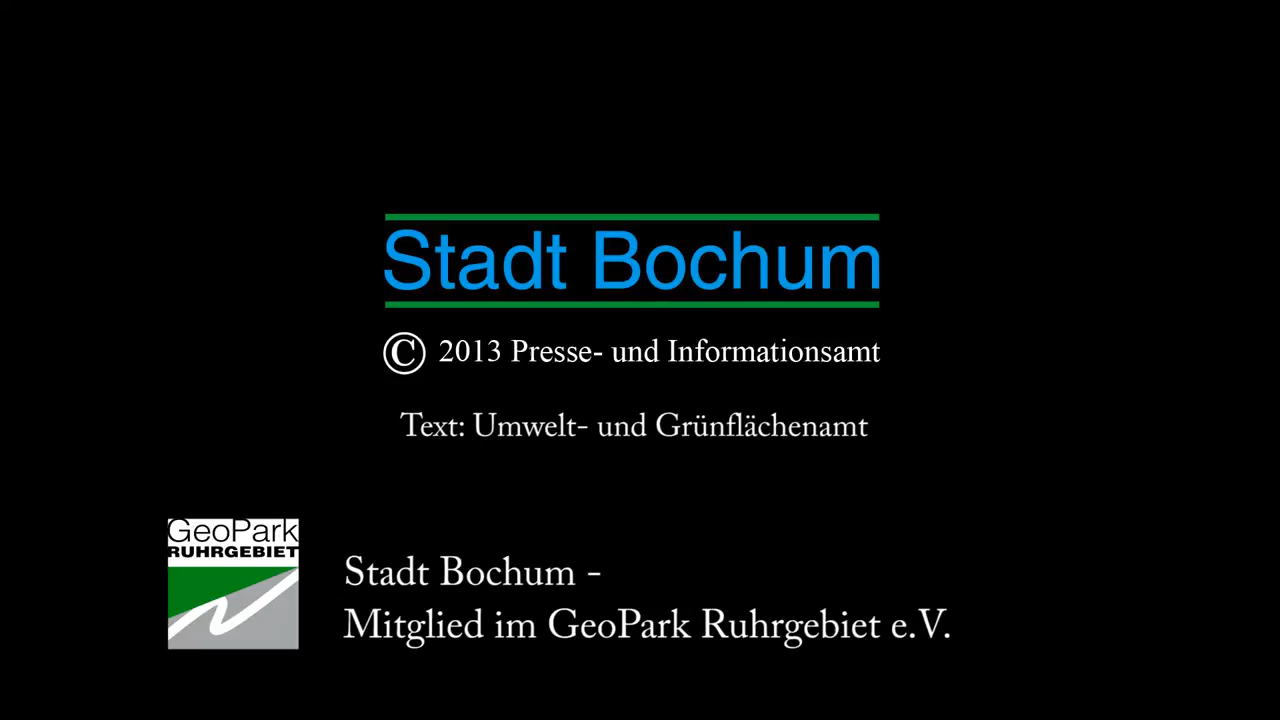 Stadt Bochum
© 2013 Presse- und Informationsamt
Text: Umwelt- und Grünflächenamt
GeoPark
RUHRGEBIET
Stadt Bochum -
Mitglied im GeoPark Ruhrgebiet e.V.